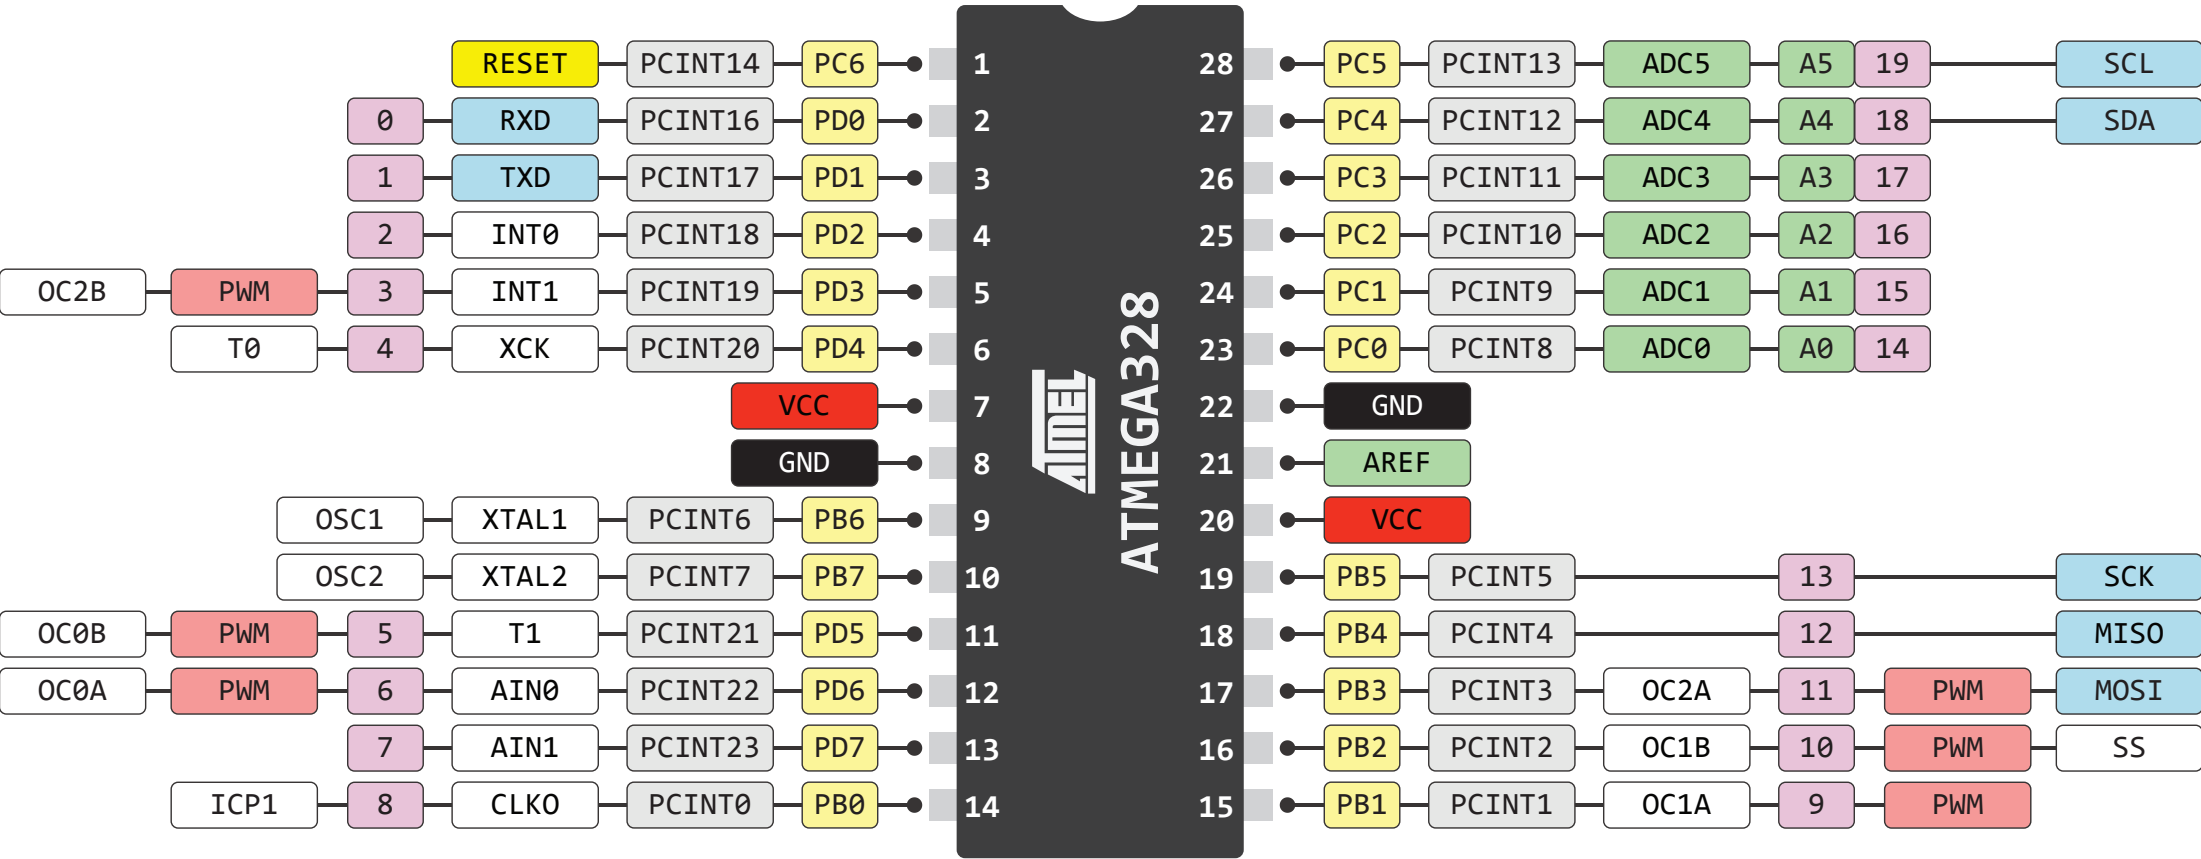 RESET PCINT14 PC6 1 28 PC5 PCINT13 ADC5 A5 19 SCL
0 RXD PCINT16 PD0 2 27 PC4 PCINT12 ADC4 A4 18 SDA
1 TXD PCINT17 PD1 3 26 PC3 PCINT11 ADC3 A3 17
2 INT0 PCINT18 PD2 4 25 PC2 PCINT10 ADC2 A2 16
OC2B PWM 3 INT1 PCINT19 PD3 5 24 PC1 PCINT9 ADC1 A1 15
T0 4 XCK PCINT20 PD4 6 23 PC0 PCINT8 ADC0 A0 14
VCC 7 22 GND
GND 8 21 AREF
ATMEL
ATMEGA328
OSC1 XTAL1 PCINT6 PB6 9 20 VCC
OSC2 XTAL2 PCINT7 PB7 10 19 PB5 PCINT5 13 SCK
OC0B PWM 5 T1 PCINT21 PD5 11 18 PB4 PCINT4 12 MISO
OC0A PWM 6 AIN0 PCINT22 PD6 12 17 PB3 PCINT3 OC2A 11 PWM MOSI
7 AIN1 PCINT23 PD7 13 16 PB2 PCINT2 OC1B 10 PWM SS
ICP1 8 CLKO PCINT0 PB0 14 15 PB1 PCINT1 OC1A 9 PWM